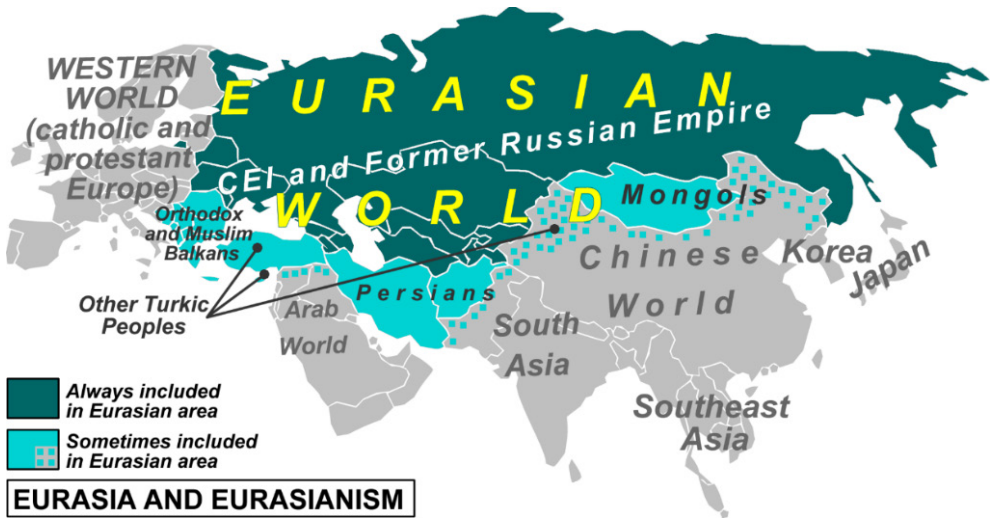 WESTERN
WORLD
(catholic and
protestant
Europe)
EURASIAN
CEI and Former Russian Empire
WORLD
Mongols
Orthodox
and Muslim
Balkans
Chinese
World
Korea
Japan
Other Turkic
Peoples
Persians
Arab
World
South
Asia
Southeast
Asia
Always included
in Eurasian area
Sometimes included
in Eurasian area
EURASIA AND EURASIANISM